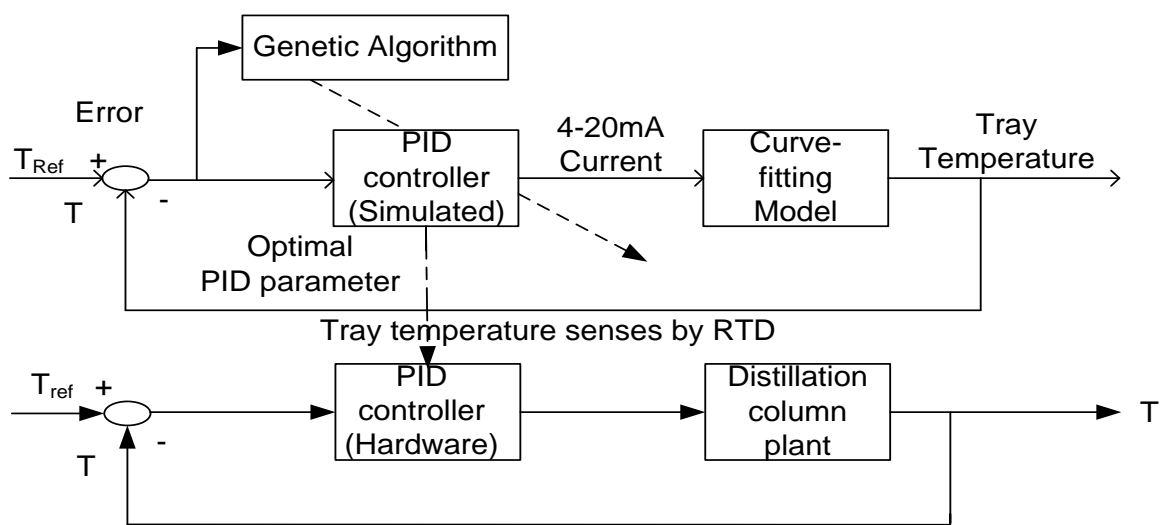 Genetic Algorithm
Error
T_Ref +
T
-
PID
controller
(Simulated)
4-20mA
Current
Curve-
fitting
Model
Tray
Temperature
Optimal
PID parameter
Tray temperature senses by RTD
T_ref +
T
-
PID
controller
(Hardware)
Distillation
column
plant
T